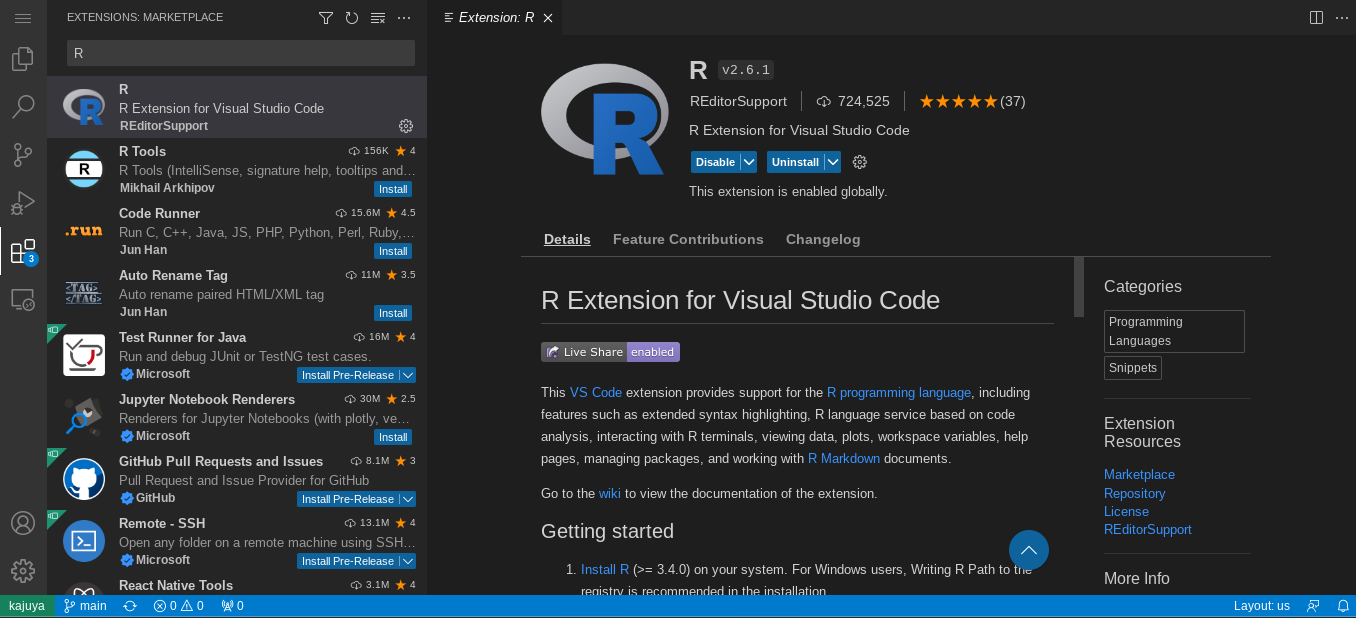 EXTENSIONS: MARKETPLACE
R
R
R Extension for Visual Studio Code
REditorSupport
R Tools
156K ★ 4
R Tools (IntelliSense, signature help, tooltips and…
Mikhail Arkhipov
Install
Code Runner
15.6M ★ 4.5
Run C, C++, Java, JS, PHP, Python, Perl, Ruby,…
Jun Han
Install
.run
Auto Rename Tag
11M ★ 3.5
Auto rename paired HTML/XML tag
Jun Han
Install
<TAG>
</TAG>
Test Runner for Java
16M ★ 4
Run and debug JUnit or TestNG test cases.
Microsoft
Install Pre-Release
Jupyter Notebook Renderers
30M ★ 2.5
Renderers for Jupyter Notebooks (with plotly, ve…
Microsoft
Install
GitHub Pull Requests and Issues
8.1M ★ 3
Pull Request and Issue Provider for GitHub
GitHub
Install Pre-Release
Remote - SSH
13.1M ★ 4
Open any folder on a remote machine using SSH…
Microsoft
Install Pre-Release
React Native Tools
3.1M ★ 4
3
Extension: R
R v2.6.1
REditorSupport
724,525
★★★★★(37)
R Extension for Visual Studio Code
Disable
Uninstall
This extension is enabled globally.
Details
Feature Contributions
Changelog
R Extension for Visual Studio Code
Live Share enabled
This VS Code extension provides support for the R programming language, including
features such as extended syntax highlighting, R language service based on code
analysis, interacting with R terminals, viewing data, plots, workspace variables, help
pages, managing packages, and working with R Markdown documents.
Go to the wiki to view the documentation of the extension.
Getting started
1. Install R (>= 3.4.0) on your system. For Windows users, Writing R Path to the
registry is recommended in the installation.
Categories
Programming
Languages
Snippets
Extension
Resources
Marketplace
Repository
License
REditorSupport
More Info
kajuya
main
0
0
0
Layout: us